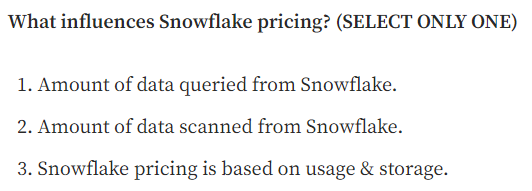 What influences Snowflake pricing? (SELECT ONLY ONE)
1. Amount of data queried from Snowflake.
2. Amount of data scanned from Snowflake.
3. Snowflake pricing is based on usage & storage.